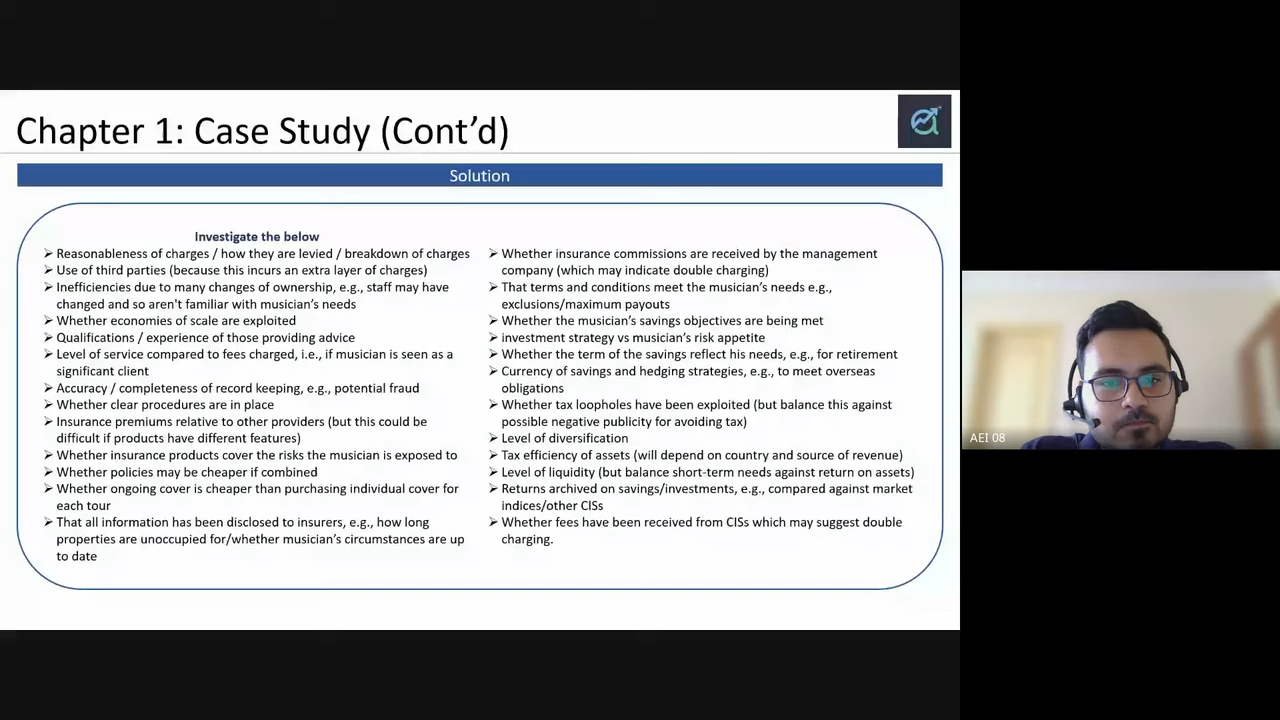 Chapter 1: Case Study (Cont'd)
Solution
Investigate the below
➢ Reasonableness of charges / how they are levied / breakdown of charges
➢ Use of third parties (because this incurs an extra layer of charges)
➢ Inefficiencies due to many changes of ownership, e.g., staff may have
changed and so aren't familiar with musician's needs
➢ Whether economies of scale are exploited
➢ Qualifications / experience of those providing advice
➢ Level of service compared to fees charged, i.e., if musician is seen as a
significant client
➢ Accuracy / completeness of record keeping, e.g., potential fraud
➢ Whether clear procedures are in place
➢ Insurance premiums relative to other providers (but this could be
difficult if products have different features)
➢ Whether insurance products cover the risks the musician is exposed to
➢ Whether policies may be cheaper if combined
➢ Whether ongoing cover is cheaper than purchasing individual cover for
each tour
➢ That all information has been disclosed to insurers, e.g., how long
properties are unoccupied for/whether musician's circumstances are up
to date
➢ Whether insurance commissions are received by the management
company (which may indicate double charging)
➢ That terms and conditions meet the musician's needs e.g.,
exclusions/maximum payouts
➢ Whether the musician's savings objectives are being met
➢ investment strategy vs musician's risk appetite
➢ Whether the term of the savings reflect his needs, e.g., for retirement
➢ Currency of savings and hedging strategies, e.g., to meet overseas
obligations
➢ Whether tax loopholes have been exploited (but balance this against
possible negative publicity for avoiding tax)
➢ Level of diversification
➢ Tax efficiency of assets (will depend on country and source of revenue)
➢ Level of liquidity (but balance short-term needs against return on assets)
➢ Returns archived on savings/investments, e.g., compared against market
indices/other CISs
➢ Whether fees have been received from CISs which may suggest double
charging.
AEI 08